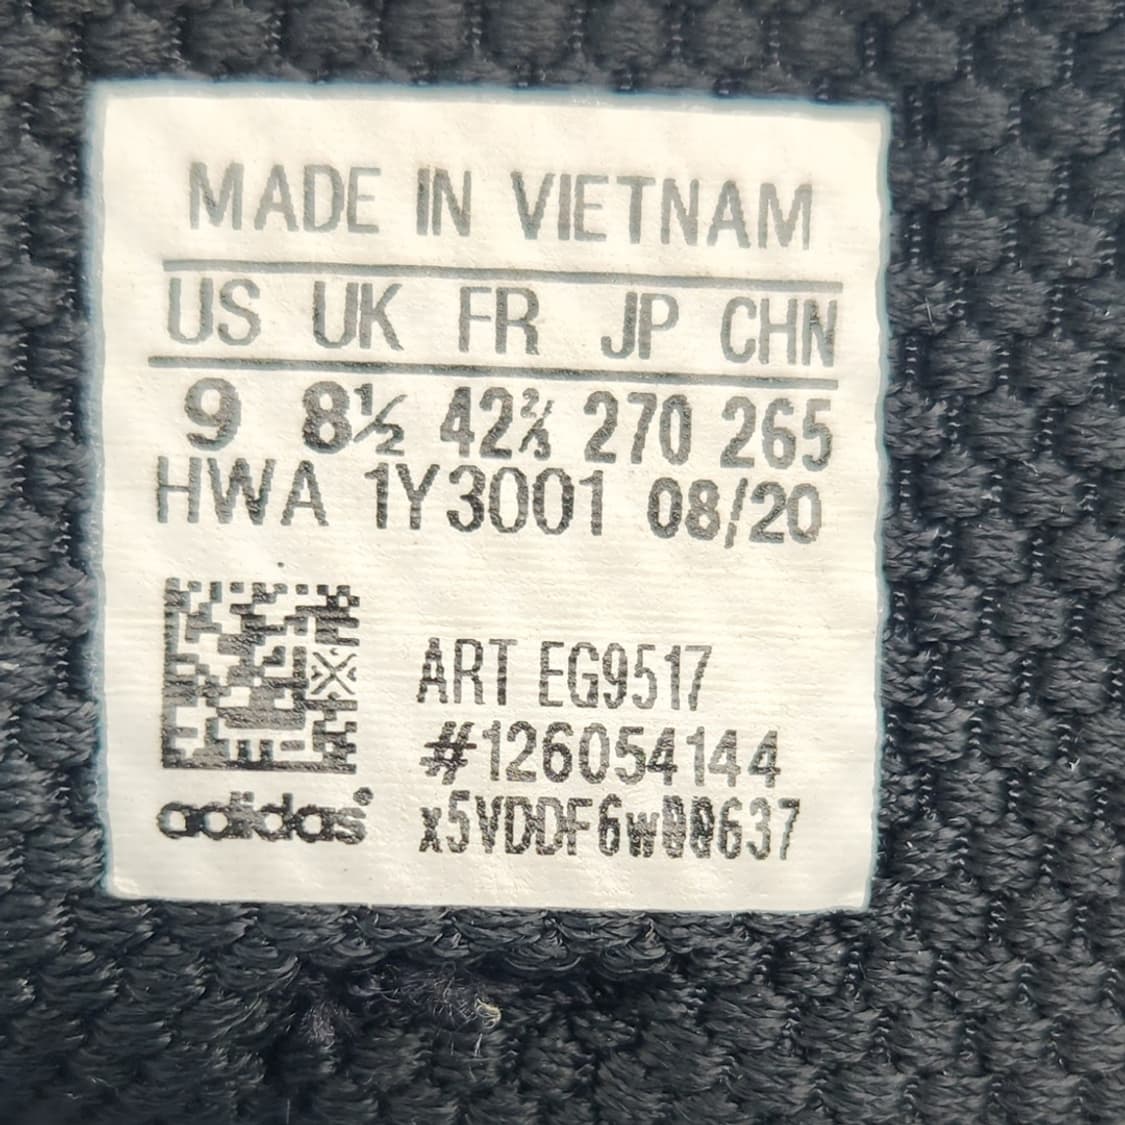 MADE IN VIETNAM
US UK FR JP CHN
9 8½ 42⅔ 270 265
HWA 1Y3001 08/20
ART EG9517
#126054144
adidas®